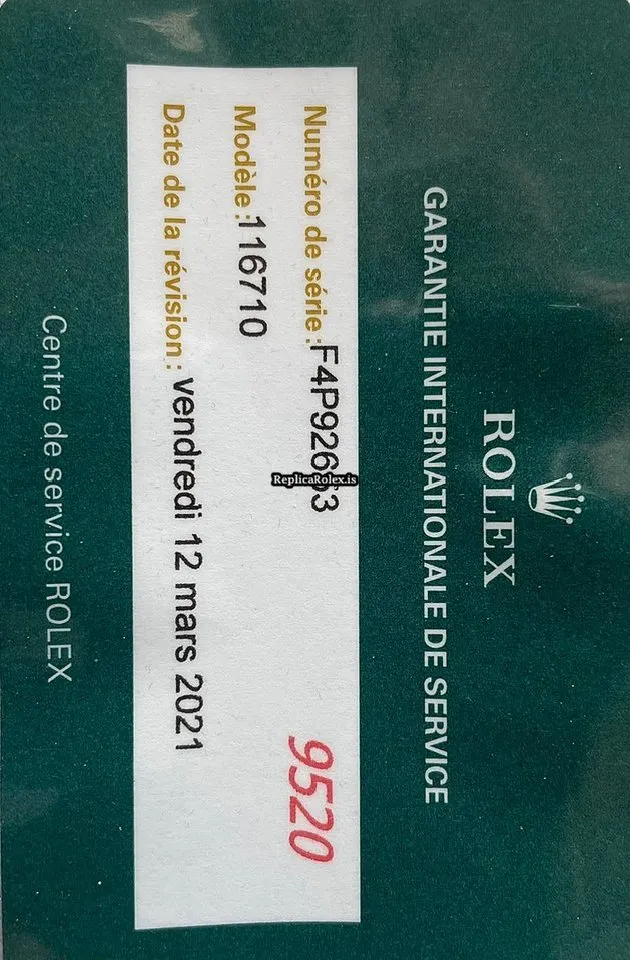 ROLEX
GARANTIE INTERNATIONALE DE SERVICE
Numéro de série :
Modèle : 116710
Date de la révision : vendredi 12 mars 2021
9520
Centre de service ROLEX
ReplicaRolex.is